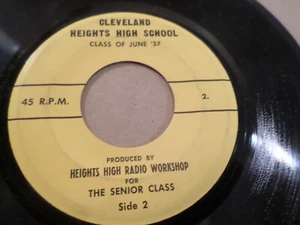 CLEVELAND
HEIGHTS HIGH SCHOOL
CLASS OF JUNE '57
45 R.P.M. 2.
PRODUCED BY
HEIGHTS HIGH RADIO WORKSHOP
FOR
THE SENIOR CLASS
Side 2